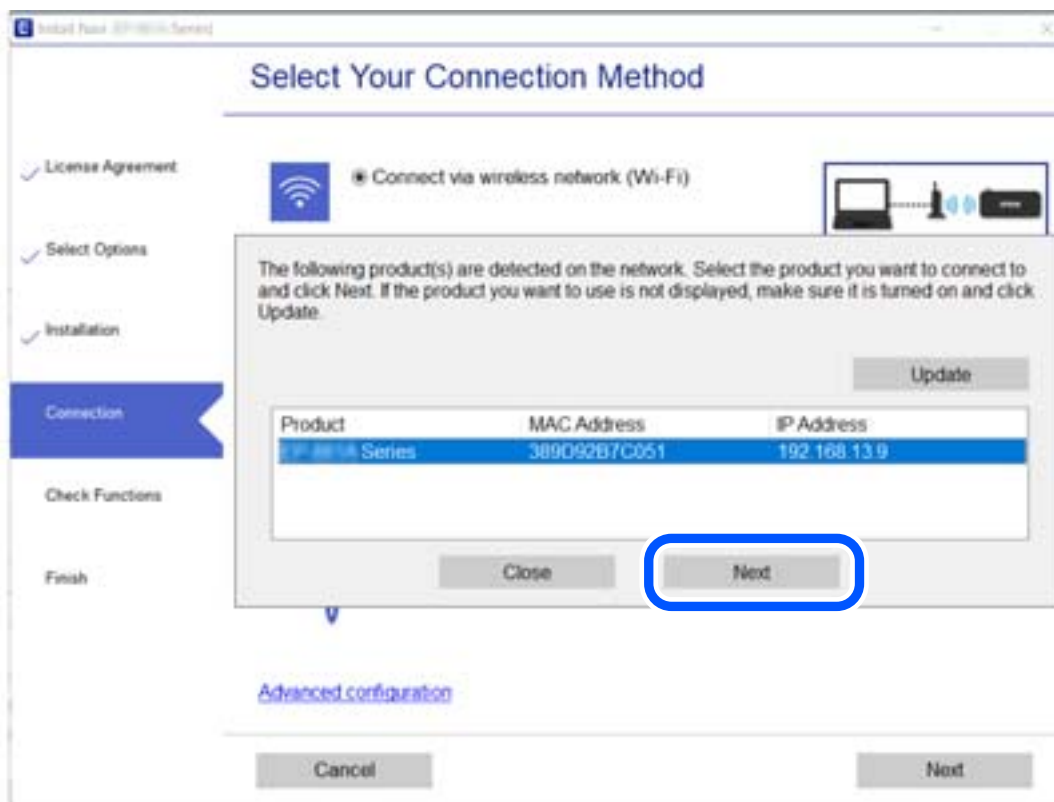 Install Navi
Series]
Select Your Connection Method
License Agreement
Select Options
Installation
Connection
Check Functions
Finish
Connect via wireless network (Wi-Fi)
The following product(s) are detected on the network. Select the product you want to connect to
and click Next. If the product you want to use is not displayed, make sure it is turned on and click
Update.
Update
Product MAC Address IP Address
Series 389D92B7C051 192.168.13.9
Close Next
Advanced configuration
Cancel Next